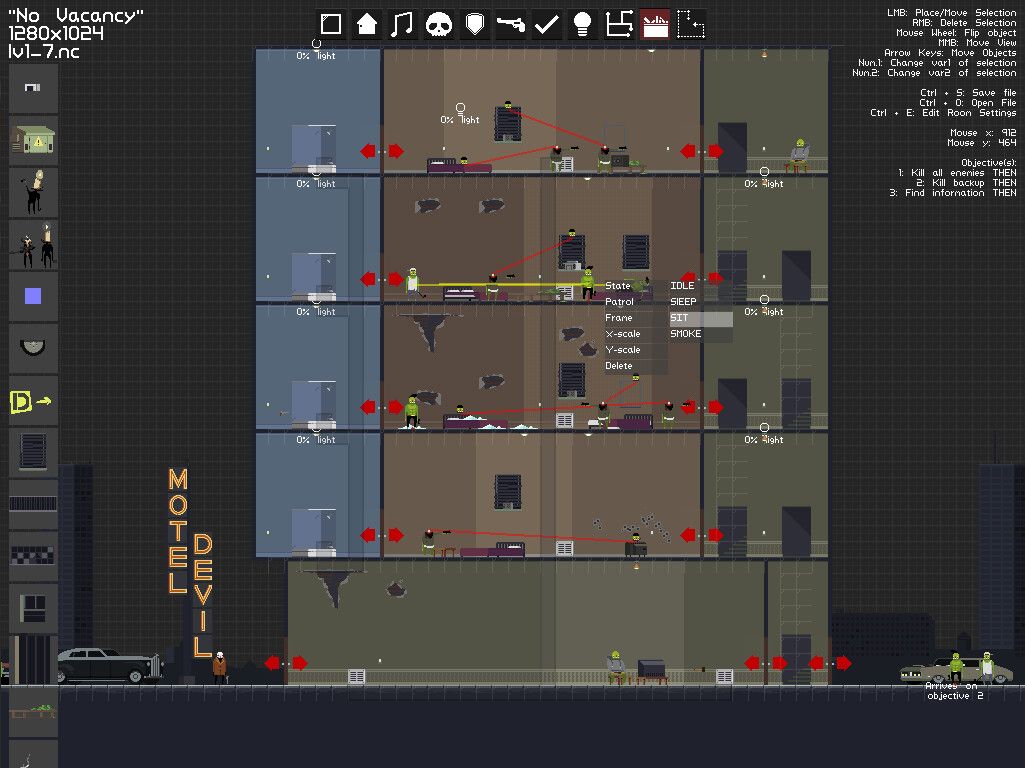 "No Vacancy"
1280x1024
lvl-7.nc
LMB: Place/Move Selection
RMB: Delete Selection
Mouse Wheel: Flip object
MMB: Move View
Arrow Keys: Move Objects
Num.1: Change var1 of selection
Num.2: Change var2 of selection
Ctrl + S: Save file
Ctrl + O: Open File
Ctrl + E: Edit Room Settings
Mouse x: 912
Mouse y: 464
Objective(s):
1: Kill all enemies THEN
2: Kill backup THEN
3: Find information THEN
0% light
0% light
0% light
0% light
State
IDLE
Patrol
SLEEP
Frame
SIT
X-scale
SMOKE
Y-scale
Delete
0% light
0% light
0% light
0% light
D
MOTEL
DEVIL
Arrives on
objective 2